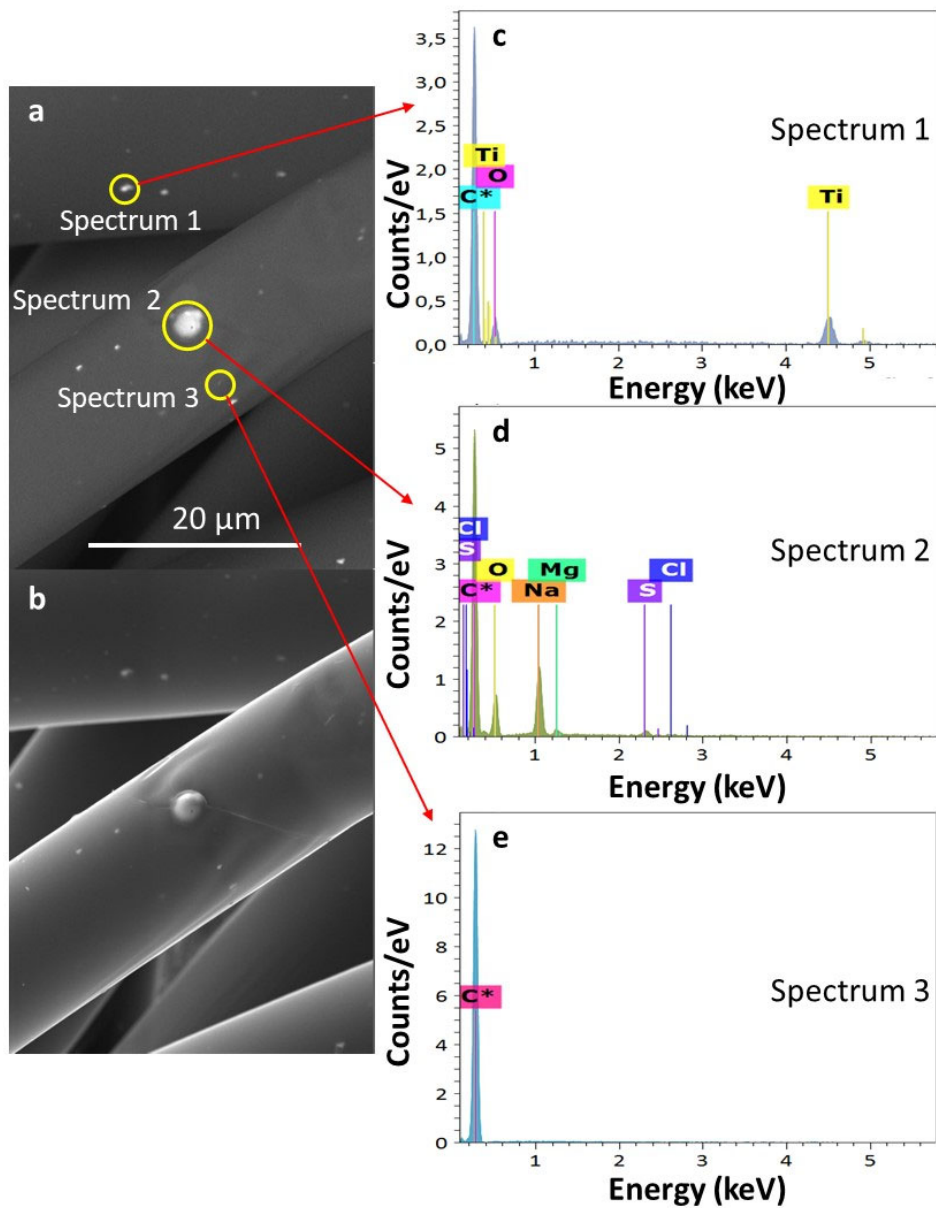 a
Spectrum 1
Spectrum 2
Spectrum 3
20 µm
b
c
Spectrum 1
Counts/eV
3,5
3,0
2,5
2,0
1,5
1,0
0,5
0,0
Ti
O
C*
Ti
1 2 3 4 5
Energy (keV)
d
Spectrum 2
Counts/eV
5
4
3
2
1
0
Cl
S
C*
O
Na
Mg
S
Cl
1 2 3 4 5
Energy (keV)
e
Spectrum 3
Counts/eV
12
10
8
6
4
2
0
C*
1 2 3 4 5
Energy (keV)